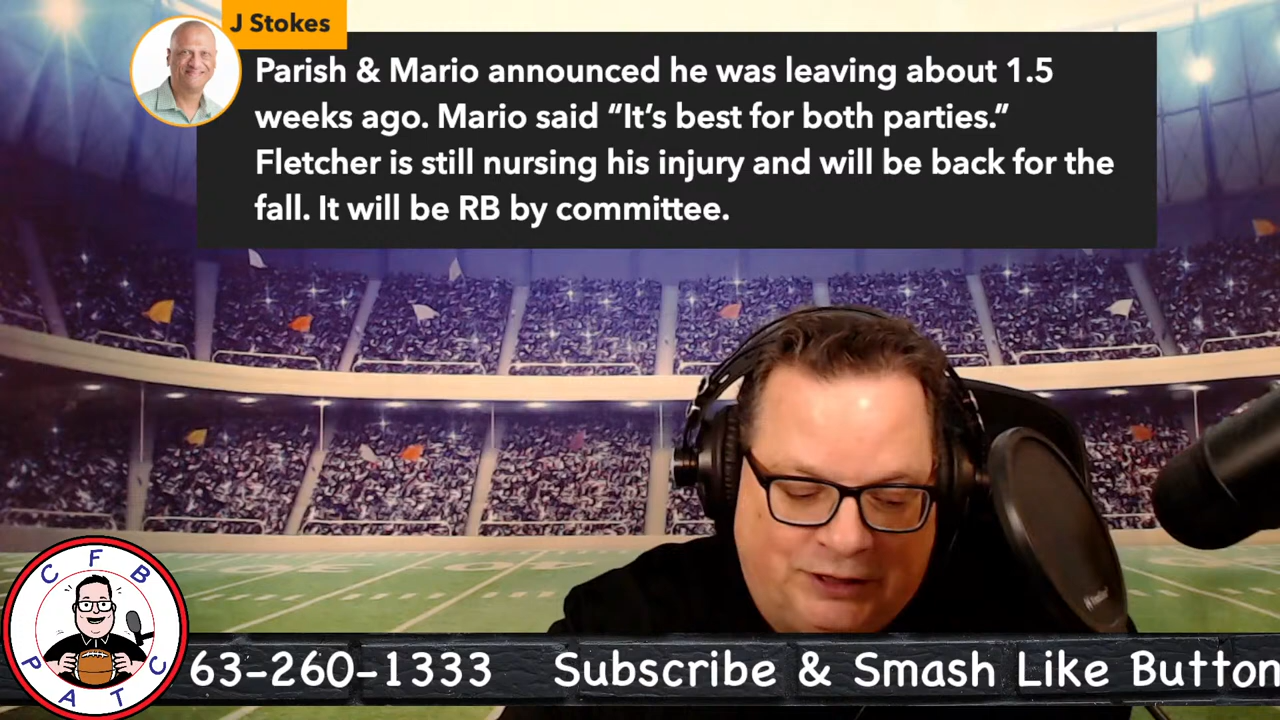 J Stokes
Parish & Mario announced he was leaving about 1.5
weeks ago. Mario said “It’s best for both parties.”
Fletcher is still nursing his injury and will be back for the
fall. It will be RB by committee.
C F B
P A T C
63-260-1333 Subscribe & Smash Like Button